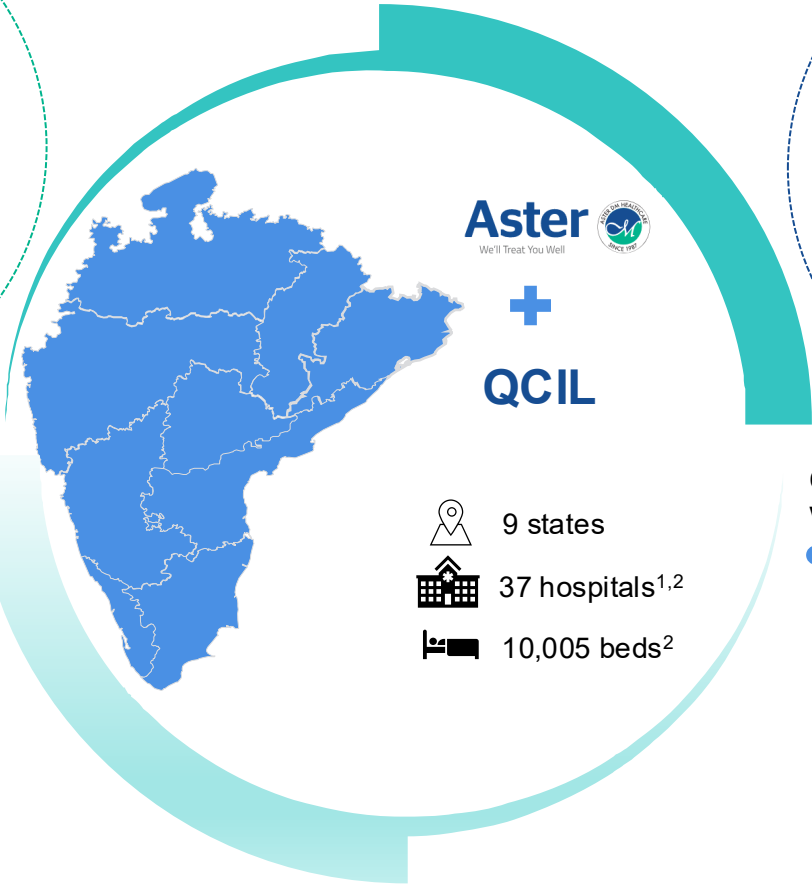 Aster
ASTER DM HEALTHCARE
SINCE 1987
We'll Treat You Well
QCIL
9 states
37 hospitals1,2
10,005 beds2